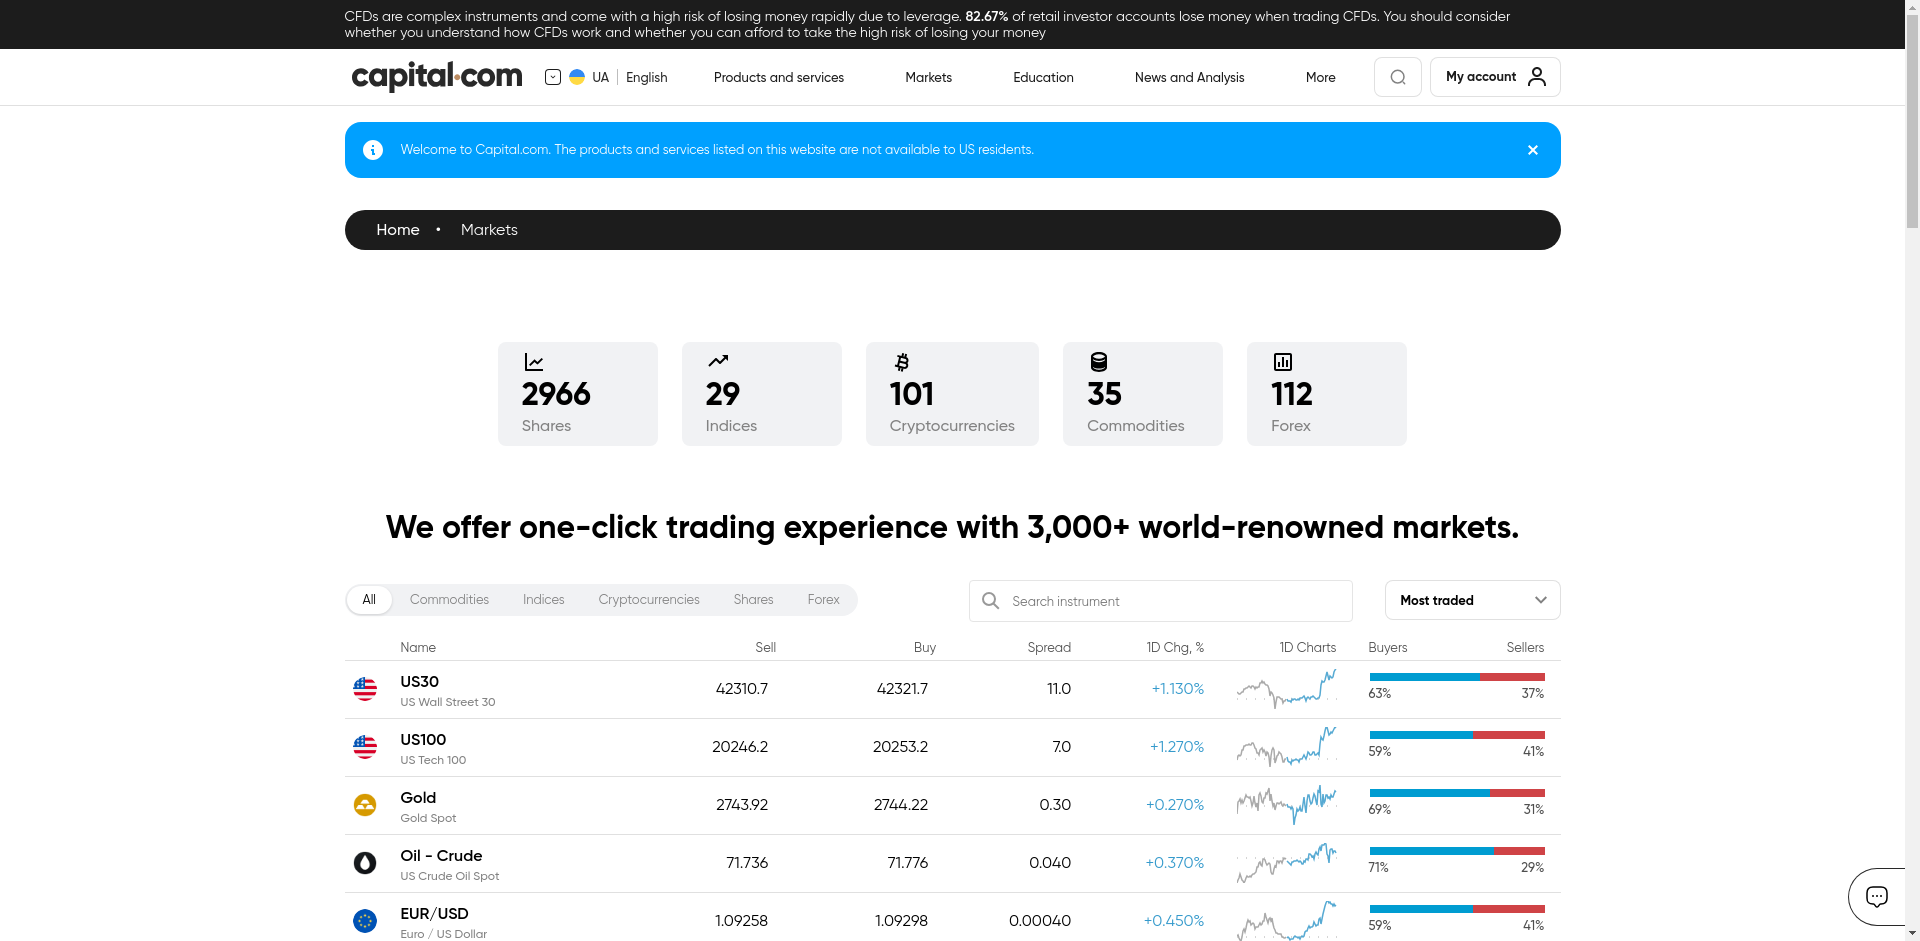 CFDs are complex instruments and come with a high risk of losing money rapidly due to leverage. 82.67% of retail investor accounts lose money when trading CFDs. You should consider
whether you understand how CFDs work and whether you can afford to take the high risk of losing your money
capital.com UA English Products and services Markets Education News and Analysis More My account
Welcome to Capital.com. The products and services listed on this website are not available to US residents.
Home • Markets
2966 29 101 35 112
Shares Indices Cryptocurrencies Commodities Forex
We offer one-click trading experience with 3,000+ world-renowned markets.
All Commodities Indices Cryptocurrencies Shares Forex Search instrument Most traded
Name Sell Buy Spread 1D Chg, % 1D Charts Buyers Sellers
US30 42310.7 42321.7 11.0 +1.130% 63% 37%
US Wall Street 30
US100 20246.2 20253.2 7.0 +1.270% 59% 41%
US Tech 100
Gold 2743.92 2744.22 0.30 +0.270% 69% 31%
Gold Spot
Oil - Crude 71.736 71.776 0.040 +0.370% 71% 29%
US Crude Oil Spot
EUR/USD 1.09258 1.09298 0.00040 +0.450% 59% 41%
Euro / US Dollar